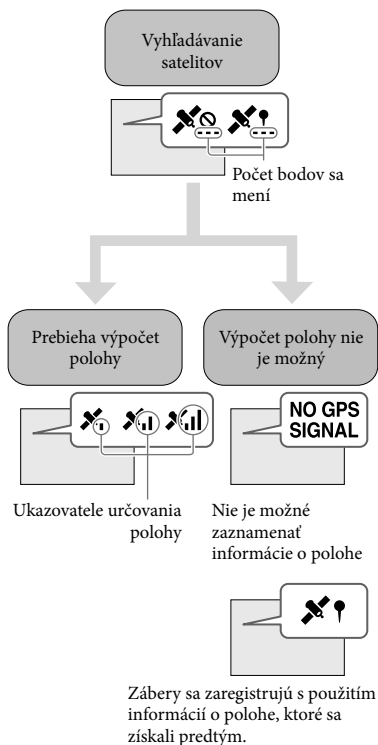 Vyhľadávanie
satelitov
Počet bodov sa
mení
Prebieha výpočet
polohy
Výpočet polohy nie
je možný
NO GPS
SIGNAL
Ukazovatele určovania
polohy
Nie je možné
zaznamenať
informácie o polohe
Zábery sa zaregistrujú s použitím
informácií o polohe, ktoré sa
získali predtým.